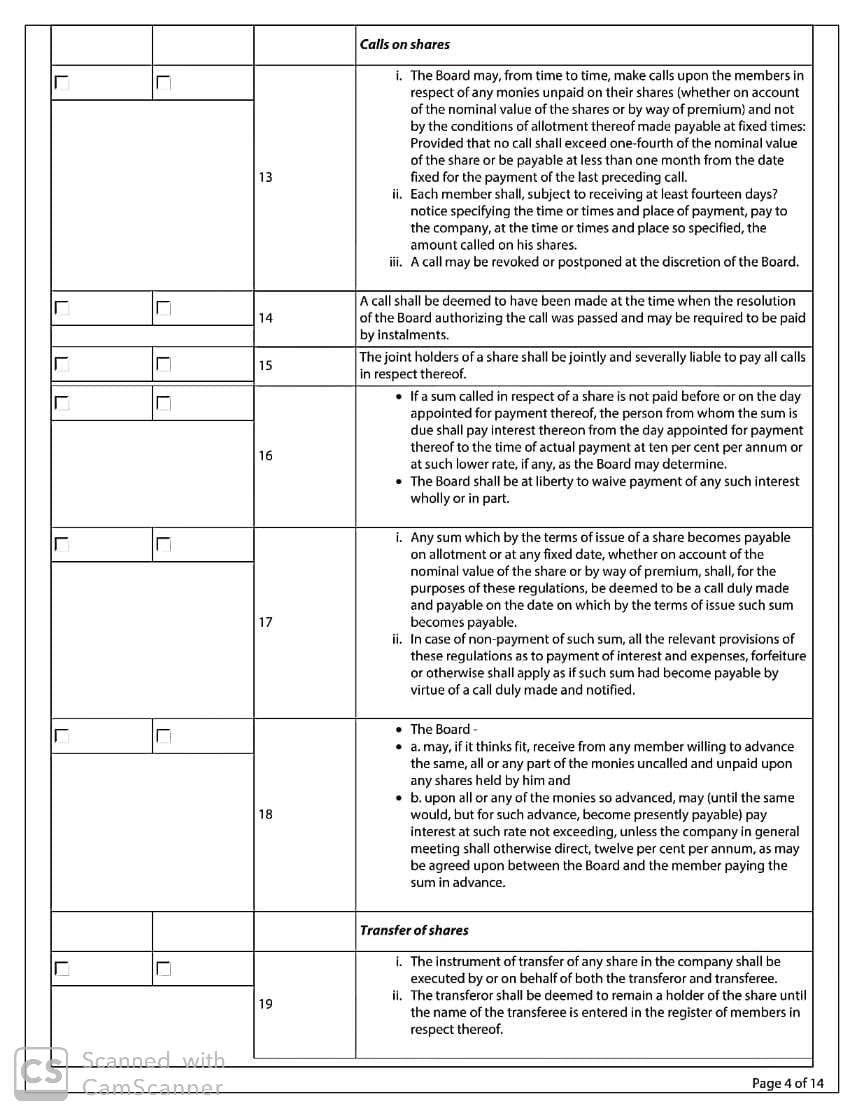 Calls on shares
i. The Board may, from time to time, make calls upon the members in
respect of any monies unpaid on their shares (whether on account
of the nominal value of the shares or by way of premium) and not
by the conditions of allotment thereof made payable at fixed times:
Provided that no call shall exceed one-fourth of the nominal value
of the share or be payable at less than one month from the date
fixed for the payment of the last preceding call.
13
ii. Each member shall, subject to receiving at least fourteen days?
notice specifying the time or times and place of payment, pay to
the company, at the time or times and place so specified, the
amount called on his shares.
iii. A call may be revoked or postponed at the discretion of the Board.
14
A call shall be deemed to have been made at the time when the resolution
of the Board authorizing the call was passed and may be required to be paid
by instalments.
15
The joint holders of a share shall be jointly and severally liable to pay all calls
in respect thereof.
16
• If a sum called in respect of a share is not paid before or on the day
appointed for payment thereof, the person from whom the sum is
due shall pay interest thereon from the day appointed for payment
thereof to the time of actual payment at ten per cent per annum or
at such lower rate, if any, as the Board may determine.
• The Board shall be at liberty to waive payment of any such interest
wholly or in part.
17
i. Any sum which by the terms of issue of a share becomes payable
on allotment or at any fixed date, whether on account of the
nominal value of the share or by way of premium, shall, for the
purposes of these regulations, be deemed to be a call duly made
and payable on the date on which by the terms of issue such sum
becomes payable.
ii. In case of non-payment of such sum, all the relevant provisions of
these regulations as to payment of interest and expenses, forfeiture
or otherwise shall apply as if such sum had become payable by
virtue of a call duly made and notified.
18
• The Board -
• a. may, if it thinks fit, receive from any member willing to advance
the same, all or any part of the monies uncalled and unpaid upon
any shares held by him and
• b. upon all or any of the monies so advanced, may (until the same
would, but for such advance, become presently payable) pay
interest at such rate not exceeding, unless the company in general
meeting shall otherwise direct, twelve per cent per annum, as may
be agreed upon between the Board and the member paying the
sum in advance.
Transfer of shares
19
i. The instrument of transfer of any share in the company shall be
executed by or on behalf of both the transferor and transferee.
ii. The transferor shall be deemed to remain a holder of the share until
the name of the transferee is entered in the register of members in
respect thereof.
CS Scanned with
CamScanner
Page 4 of 14